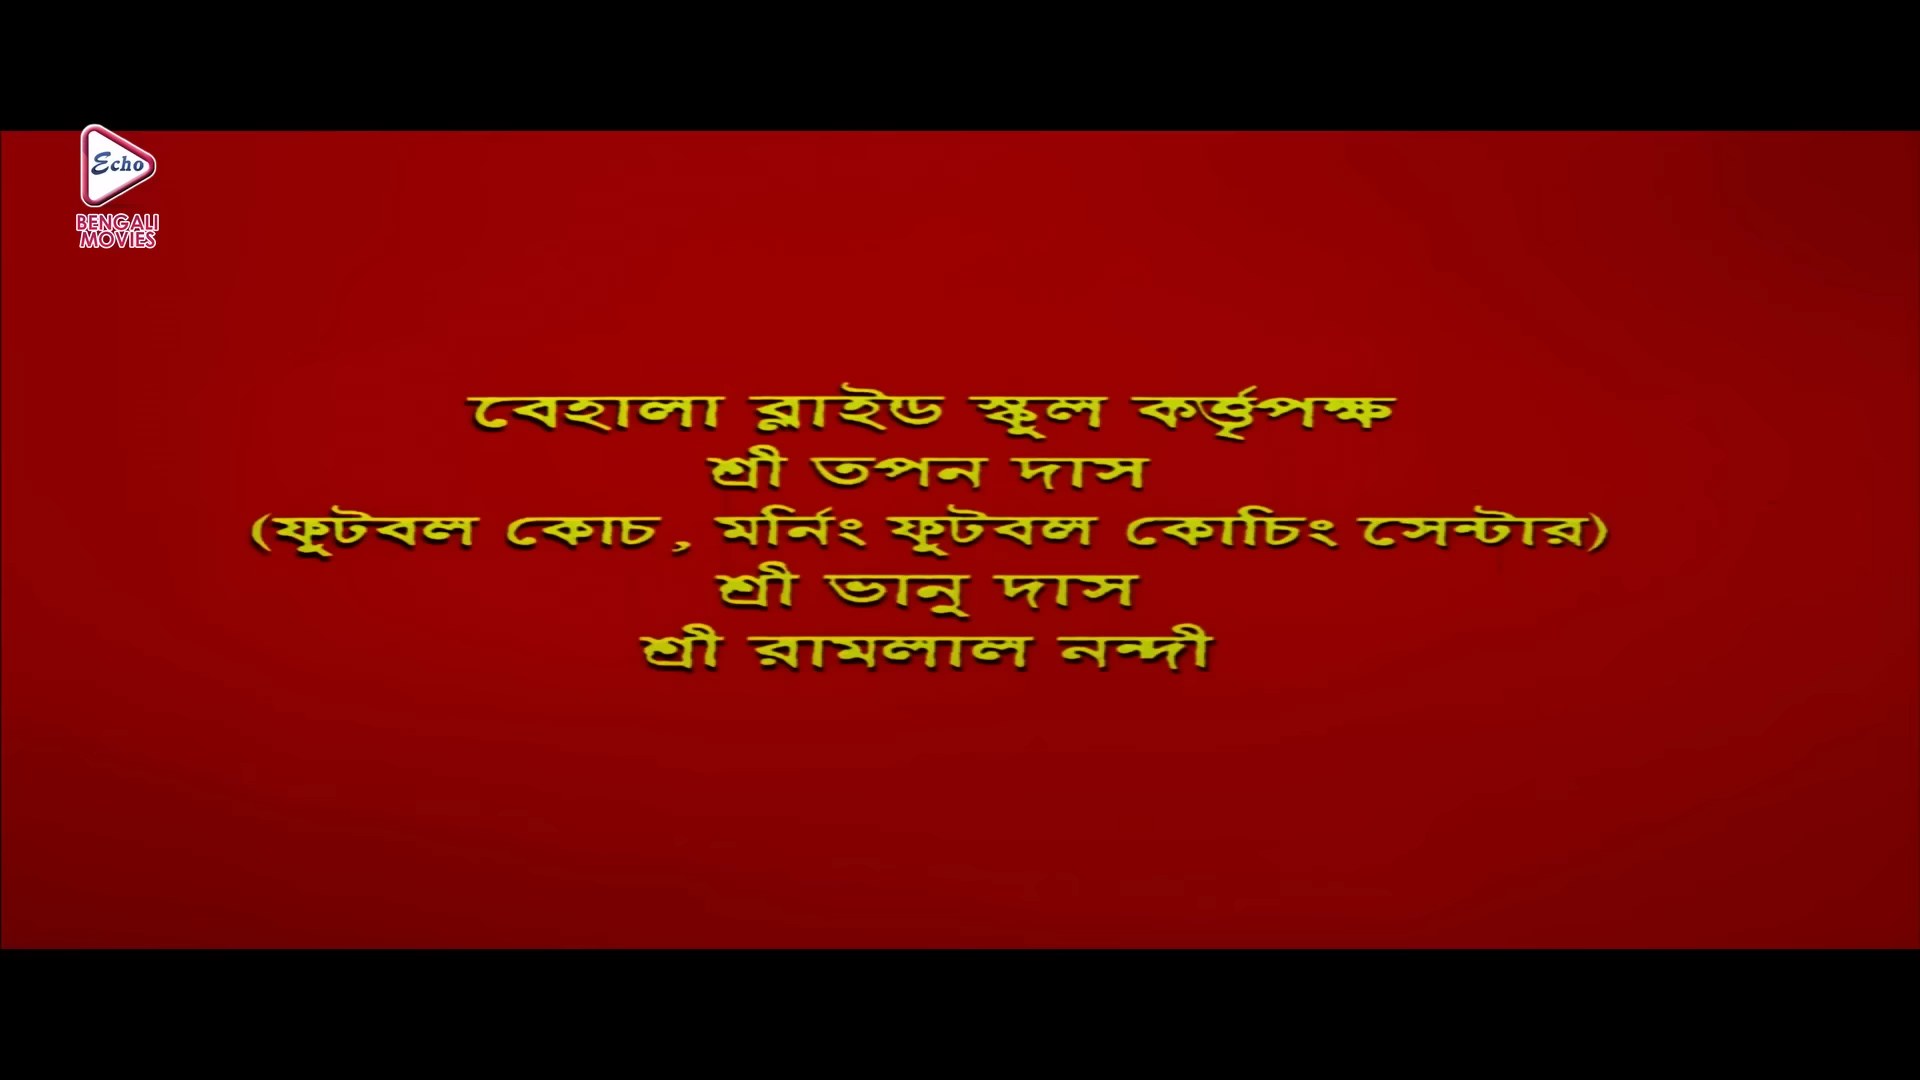 Echo
BENGALI
MOVIES
বেহালা ব্লাইন্ড স্কুল কর্ত্তৃপক্ষ
শ্রী তপন দাস
(ফুটবল কোচ , মর্নিং ফুটবল কোচিং সেন্টার)
শ্রী ভানু দাস
শ্রী রামলাল নন্দী